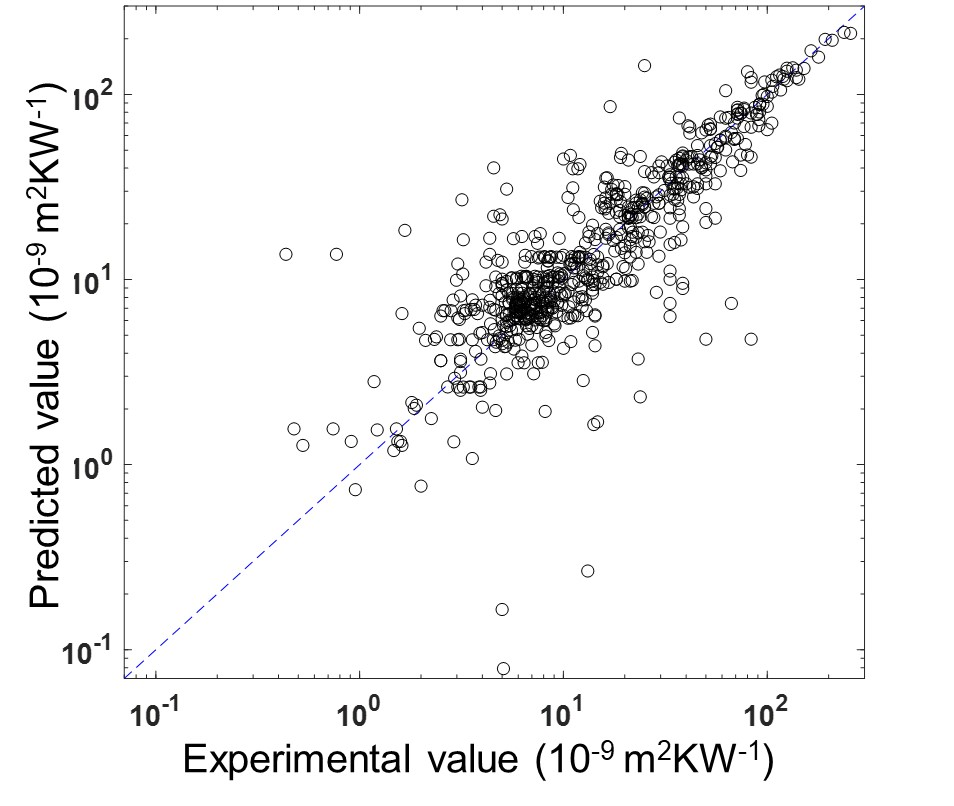 Predicted value (10⁻⁹ m²KW⁻¹)
10²
10¹
10⁰
10⁻¹
10⁻¹ 10⁰ 10¹ 10²
Experimental value (10⁻⁹ m²KW⁻¹)